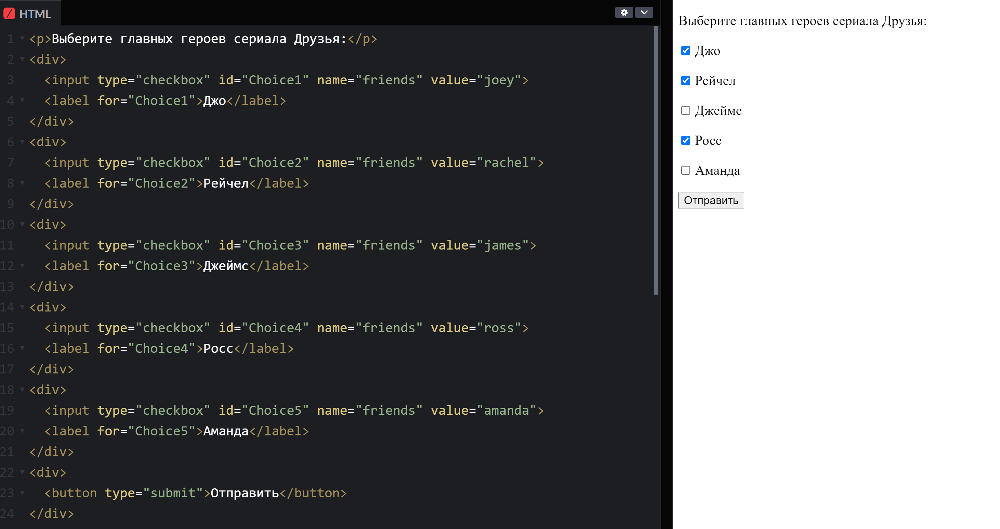 HTML
1 <p>Выберите главных героев сериала Друзья:</p>
2 <div>
3 <input type="checkbox" id="Choice1" name="friends" value="joey">
4 <label for="Choice1">Джо</label>
5 </div>
6 <div>
7 <input type="checkbox" id="Choice2" name="friends" value="rachel">
8 <label for="Choice2">Рейчел</label>
9 </div>
10 <div>
11 <input type="checkbox" id="Choice3" name="friends" value="james">
12 <label for="Choice3">Джеймс</label>
13 </div>
14 <div>
15 <input type="checkbox" id="Choice4" name="friends" value="ross">
16 <label for="Choice4">Росс</label>
17 </div>
18 <div>
19 <input type="checkbox" id="Choice5" name="friends" value="amanda">
20 <label for="Choice5">Аманда</label>
21 </div>
22 <div>
23 <button type="submit">Отправить</button>
24 </div>
Выберите главных героев сериала Друзья:
Джо
Рейчел
Джеймс
Росс
Аманда
Отправить